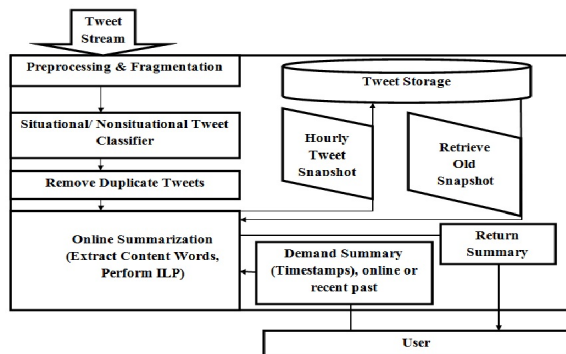 Tweet
Stream
Preprocessing & Fragmentation
Situational/ Nonsituational Tweet
Classifier
Remove Duplicate Tweets
Online Summarization
(Extract Content Words,
Perform ILP)
Tweet Storage
Hourly
Tweet
Snapshot
Retrieve
Old
Snapshot
Demand Summary
(Timestamps), online or
recent past
Return
Summary
User